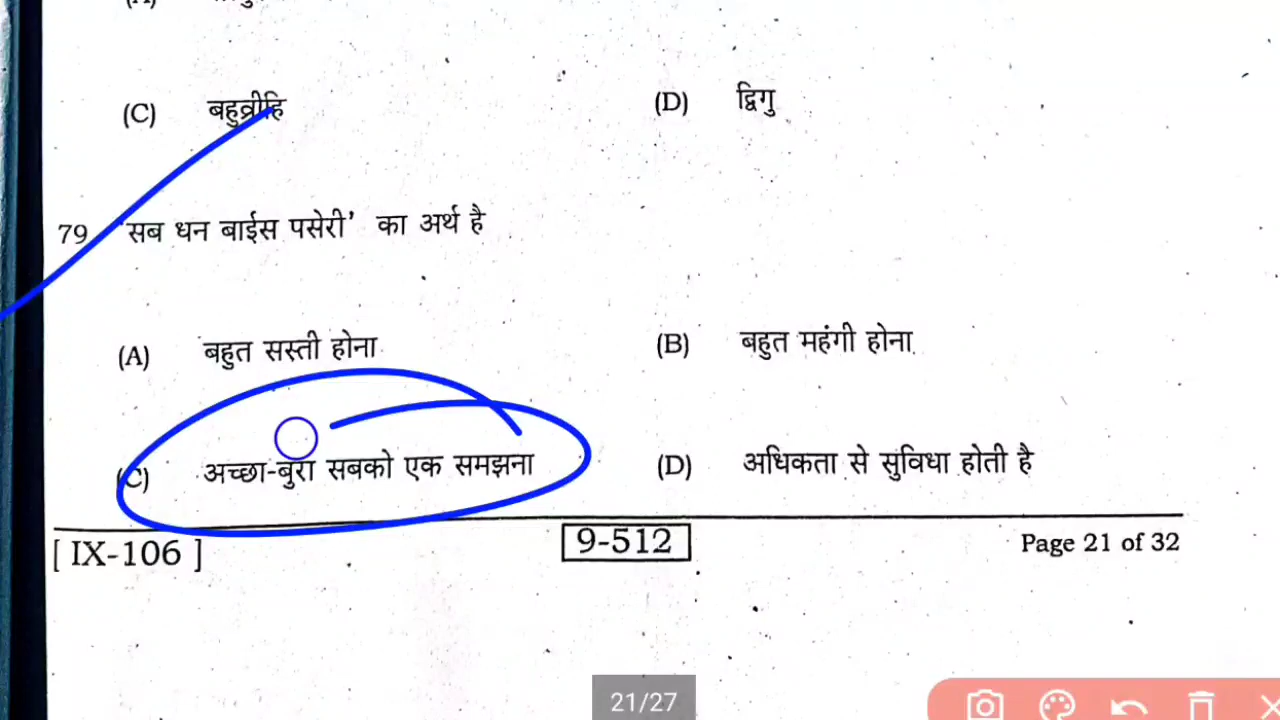 (C) बहुव्रीहि (D) द्विगु
79 'सब धन बाईस पसेरी' का अर्थ है
(A) बहुत सस्ती होना (B) बहुत महंगी होना
(C) अच्छा-बुरा सबको एक समझना (D) अधिकता से सुविधा होती है
[ IX-106 ] 9-512 Page 21 of 32
21/27